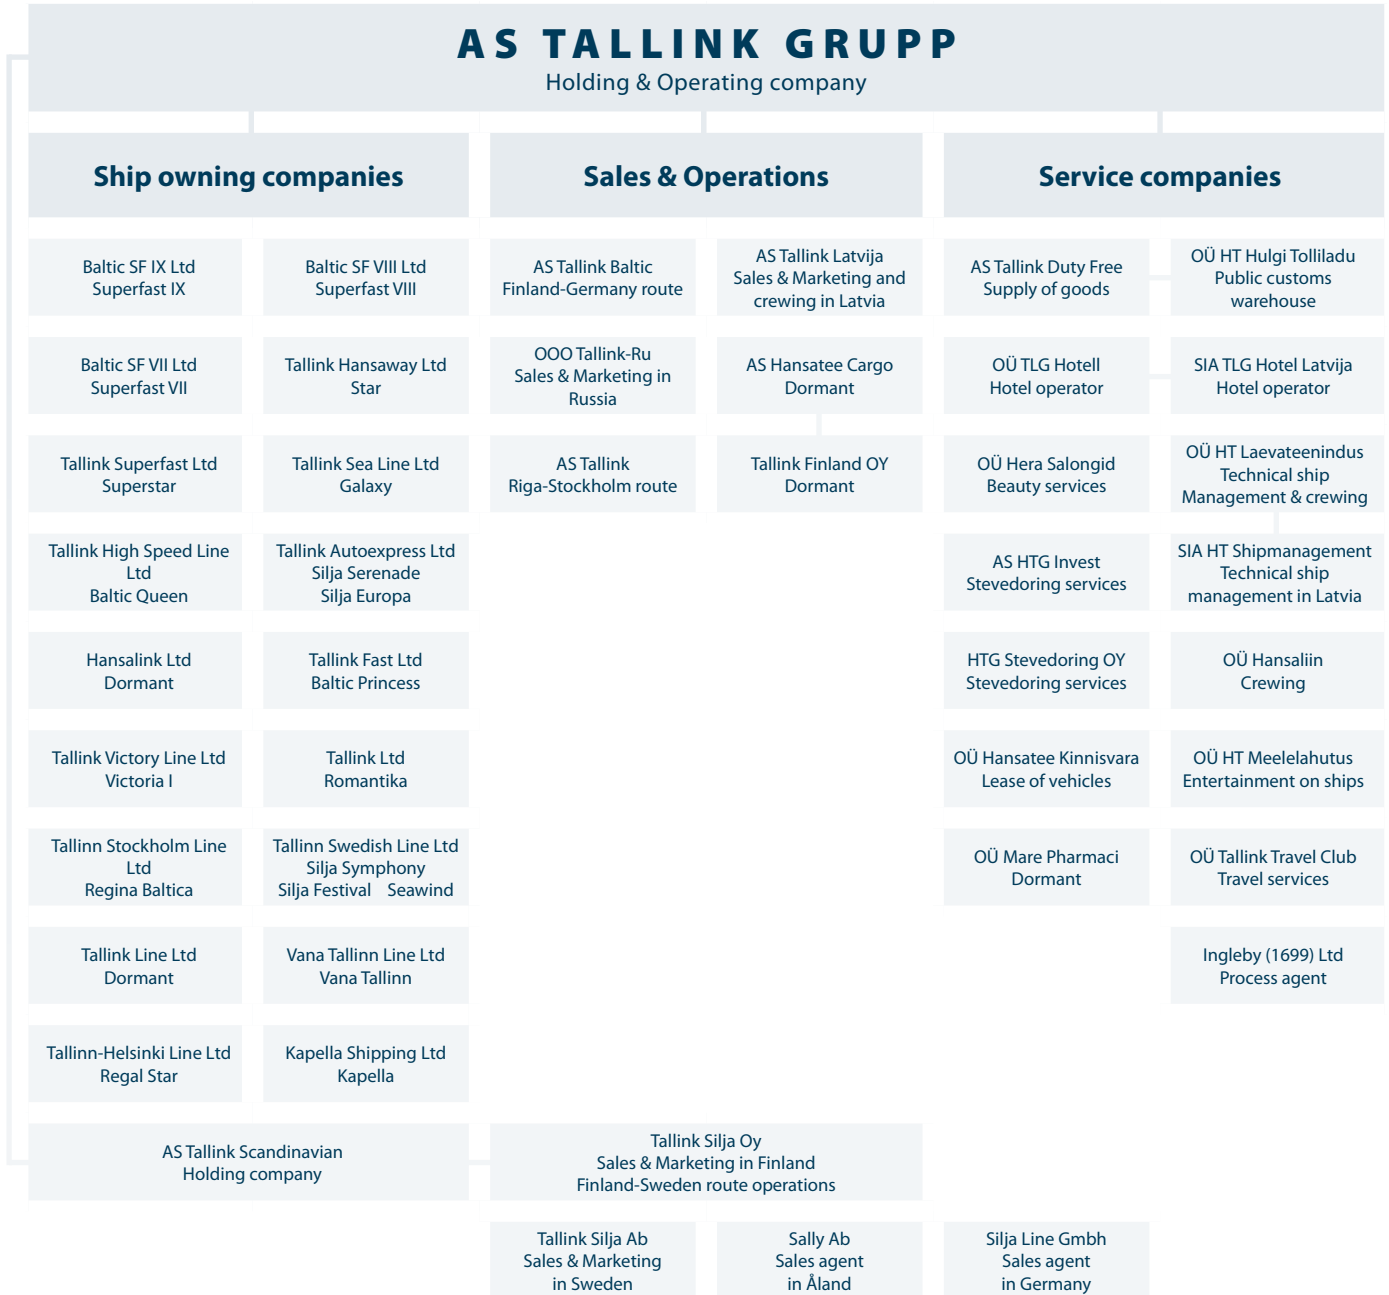 AS TALLINK GRUPP
Holding & Operating company
Ship owning companies
Sales & Operations
Service companies
Baltic SF IX Ltd
Superfast IX
Baltic SF VIII Ltd
Superfast VIII
AS Tallink Baltic
Finland-Germany route
AS Tallink Latvija
Sales & Marketing and
crewing in Latvia
AS Tallink Duty Free
Supply of goods
OÜ HT Hulgi Tolliladu
Public customs
warehouse
Baltic SF VII Ltd
Superfast VII
Tallink Hansaway Ltd
Star
OOO Tallink-Ru
Sales & Marketing in
Russia
AS Hansatee Cargo
Dormant
OÜ TLG Hotell
Hotel operator
SIA TLG Hotel Latvija
Hotel operator
Tallink Superfast Ltd
Superstar
Tallink Sea Line Ltd
Galaxy
AS Tallink
Riga-Stockholm route
Tallink Finland OY
Dormant
OÜ Hera Salongid
Beauty services
OÜ HT Laevateenindus
Technical ship
Management & crewing
Tallink High Speed Line
Ltd
Baltic Queen
Tallink Autoexpress Ltd
Silja Serenade
Silja Europa
AS HTG Invest
Stevedoring services
SIA HT Shipmanagement
Technical ship
management in Latvia
Hansalink Ltd
Dormant
Tallink Fast Ltd
Baltic Princess
HTG Stevedoring OY
Stevedoring services
OÜ Hansaliin
Crewing
Tallink Victory Line Ltd
Victoria I
Tallink Ltd
Romantika
OÜ Hansatee Kinnisvara
Lease of vehicles
OÜ HT Meelelahutus
Entertainment on ships
Tallinn Stockholm Line
Ltd
Regina Baltica
Tallinn Swedish Line Ltd
Silja Symphony
Silja Festival Seawind
OÜ Mare Pharmaci
Dormant
OÜ Tallink Travel Club
Travel services
Tallink Line Ltd
Dormant
Vana Tallinn Line Ltd
Vana Tallinn
Ingleby (1699) Ltd
Process agent
Tallinn-Helsinki Line Ltd
Regal Star
Kapella Shipping Ltd
Kapella
AS Tallink Scandinavian
Holding company
Tallink Silja Oy
Sales & Marketing in Finland
Finland-Sweden route operations
Tallink Silja Ab
Sales & Marketing
in Sweden
Sally Ab
Sales agent
in Åland
Silja Line Gmbh
Sales agent
in Germany